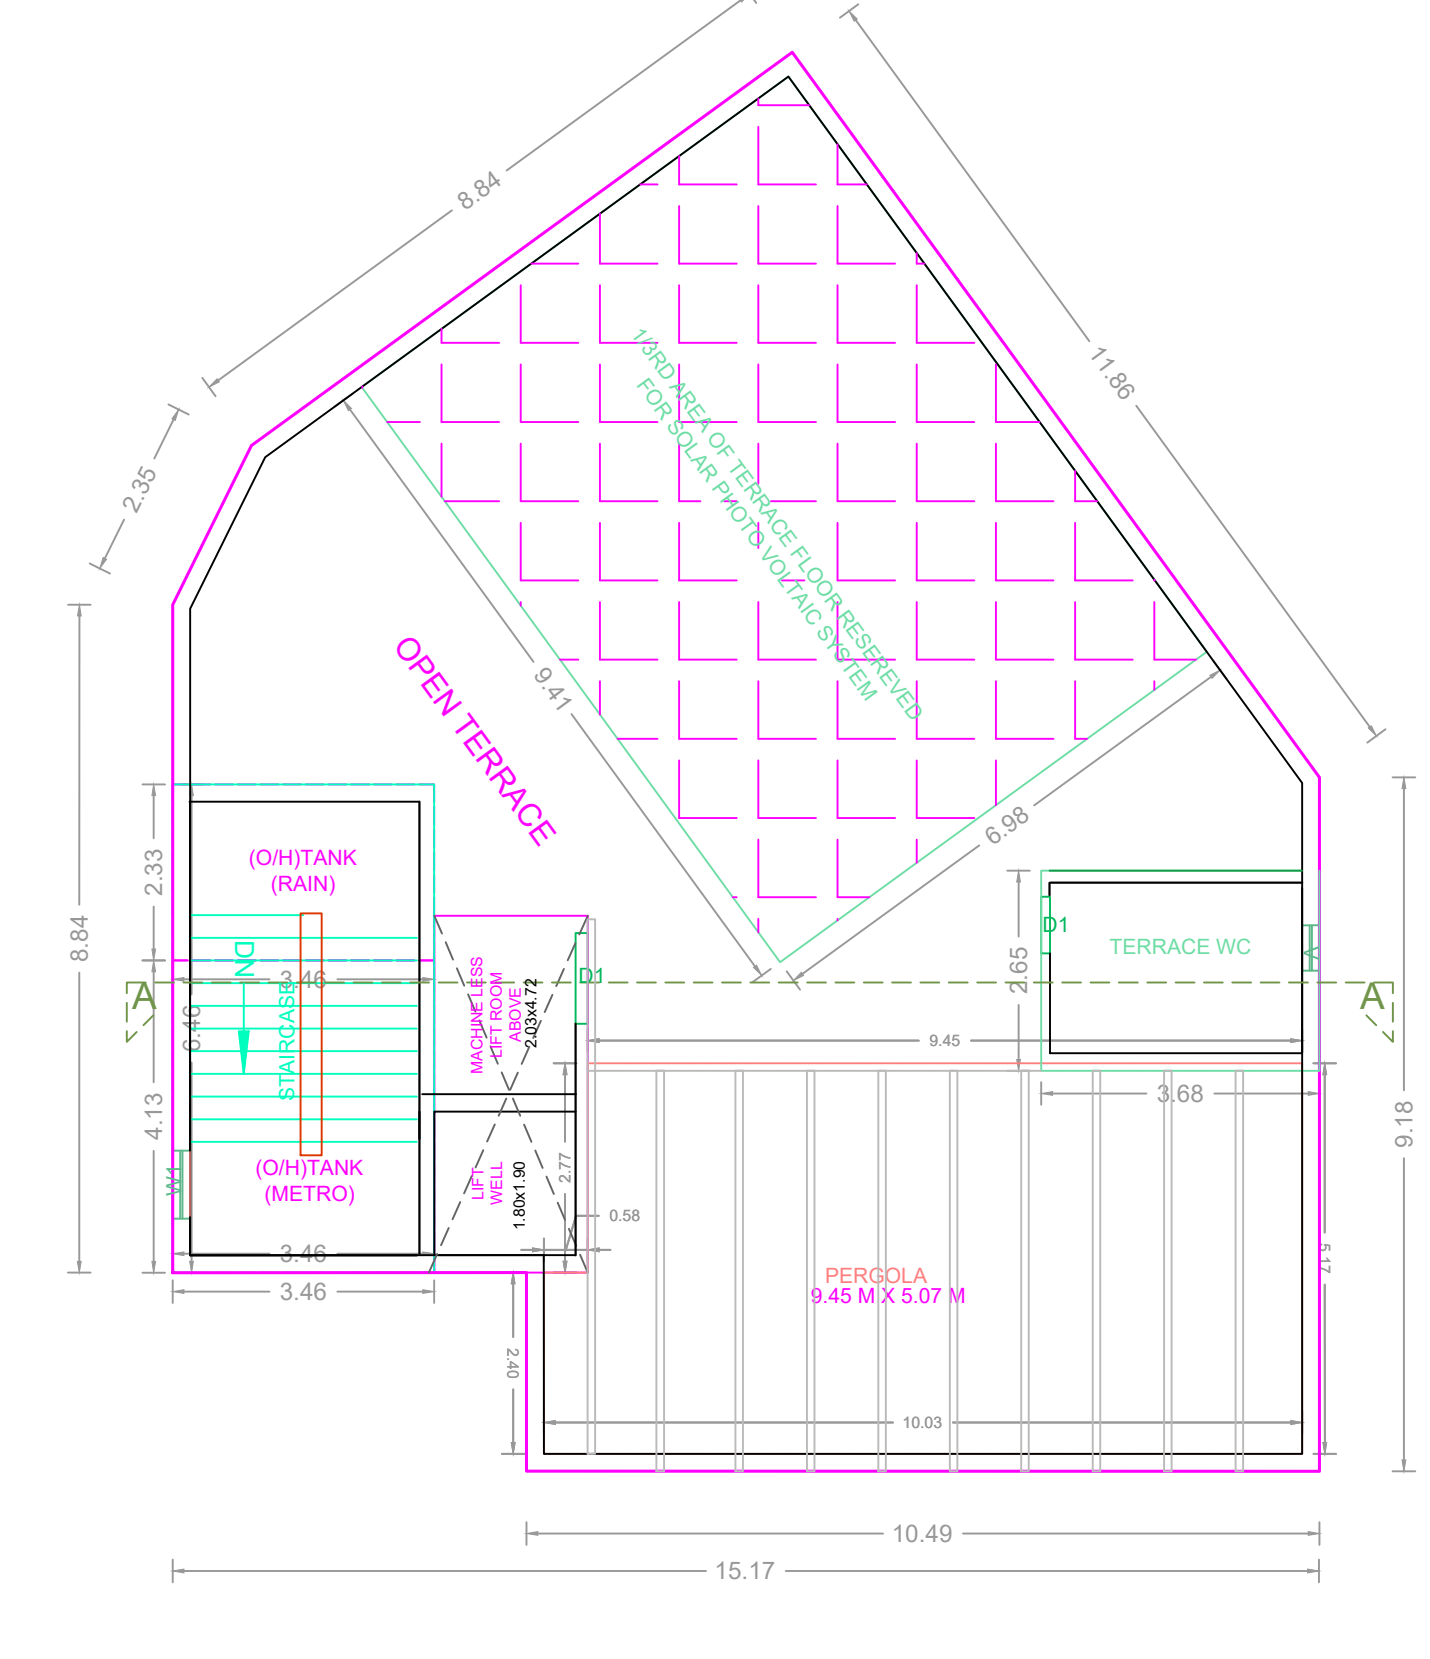 8.84
11.86
2.35
1/3RD AREA OF TERRACE FLOOR RESEREVED
FOR SOLAR PHOTO VOLTAIC SYSTEM
OPEN TERRACE
9.41
6.98
(O/H)TANK
(RAIN)
2.33
8.84
DN
3.46
STAIRCASE
6.46
A
MACHINE LESS
LIFT ROOM
ABOVE
2.03x4.72
D1
D1
TERRACE WC
2.65
A
9.45
3.68
9.18
4.13
(O/H)TANK
(METRO)
W1
LIFT
WELL
1.80x1.90
2.77
0.58
3.46
3.46
5.17
PERGOLA
9.45 M X 5.07 M
2.40
10.03
10.49
15.17